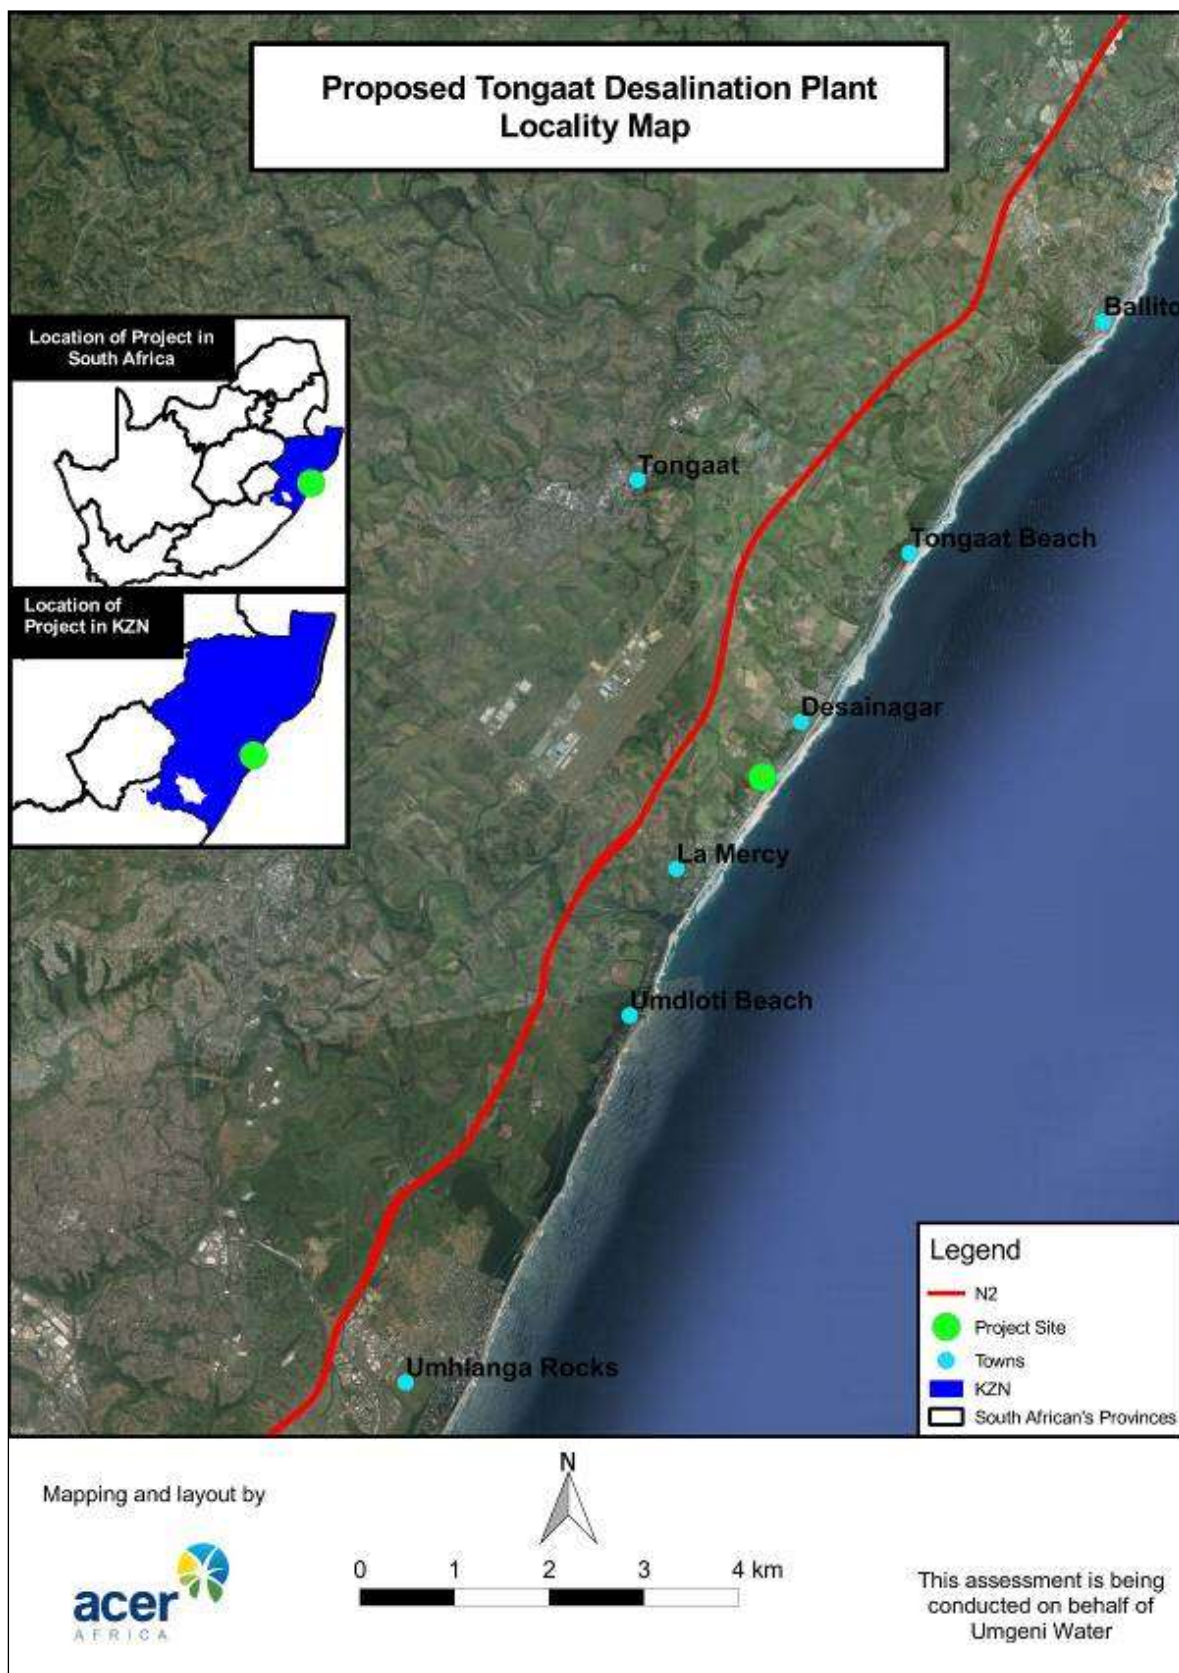 Proposed Tongaat Desalination Plant
Locality Map
Ballito
Location of Project in
South Africa
Tongaat
Tongaat Beach
Location of
Project in KZN
Desainagar
La Mercy
Umdloti Beach
Umhlanga Rocks
Legend
N2
Project Site
Towns
KZN
South African's Provinces
Mapping and layout by
N
0 1 2 3 4 km
acer
AFRICA
This assessment is being
conducted on behalf of
Umgeni Water